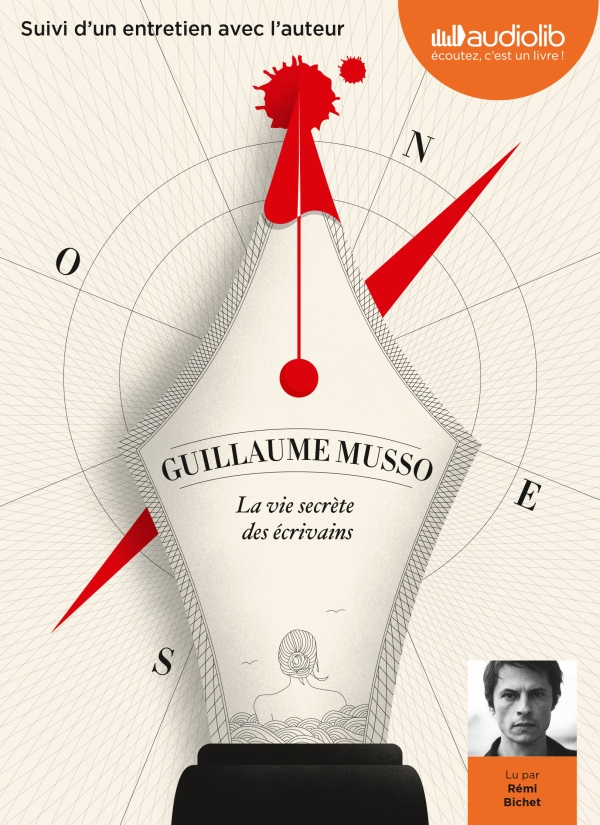 Suivi d’un entretien avec l’auteur
audiolib
écoutez, c’est un livre !
N
O
GUILLAUME MUSSO
La vie secrète
des écrivains
E
S
Lu par
Rémi
Bichet